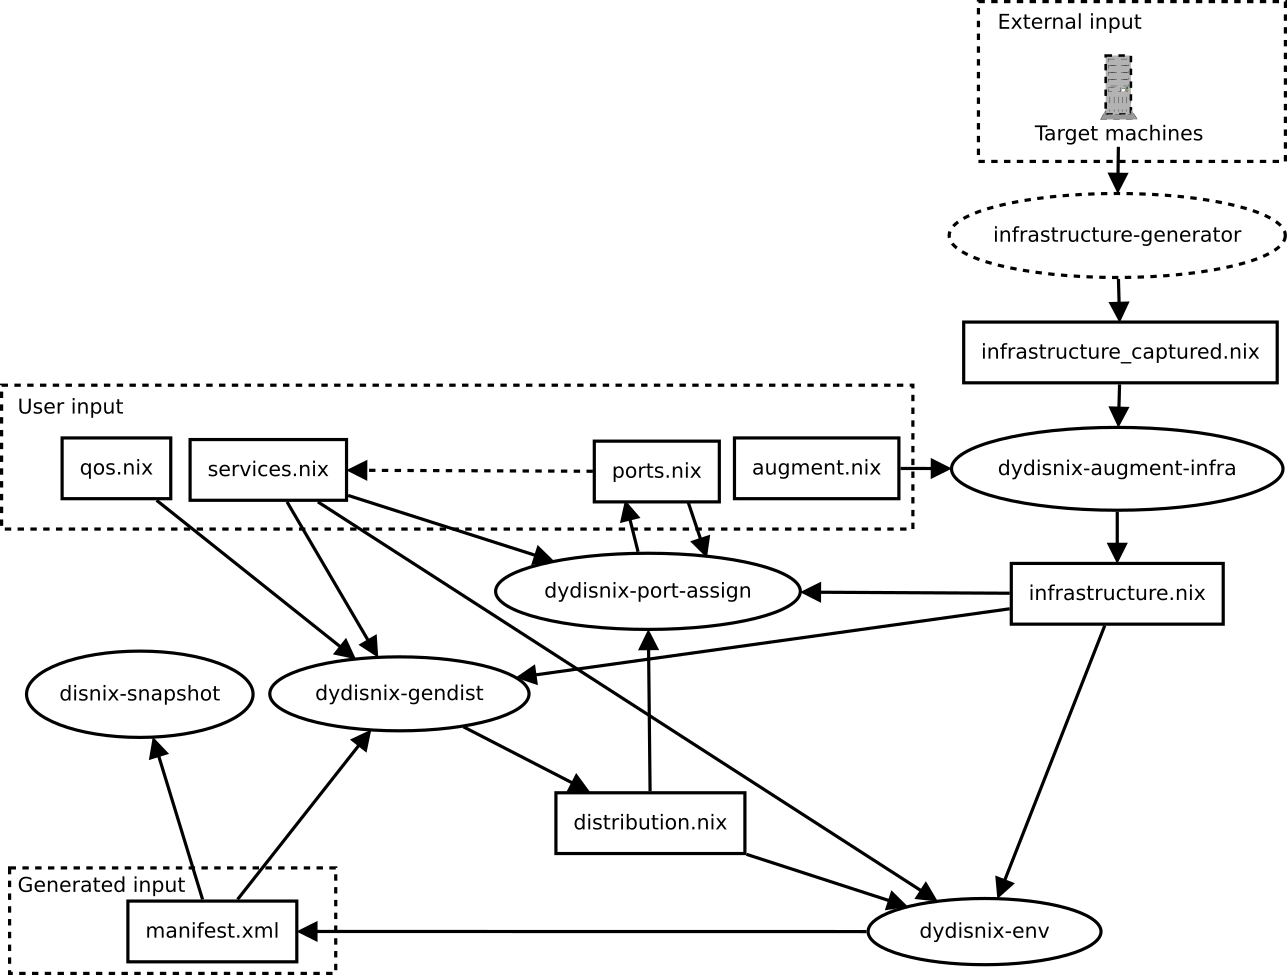 External input
Target machines
infrastructure-generator
infrastructure_captured.nix
User input
qos.nix
services.nix
ports.nix
augment.nix
dydisnix-augment-infra
dydisnix-port-assign
infrastructure.nix
disnix-snapshot
dydisnix-gendist
distribution.nix
Generated input
manifest.xml
dydisnix-env